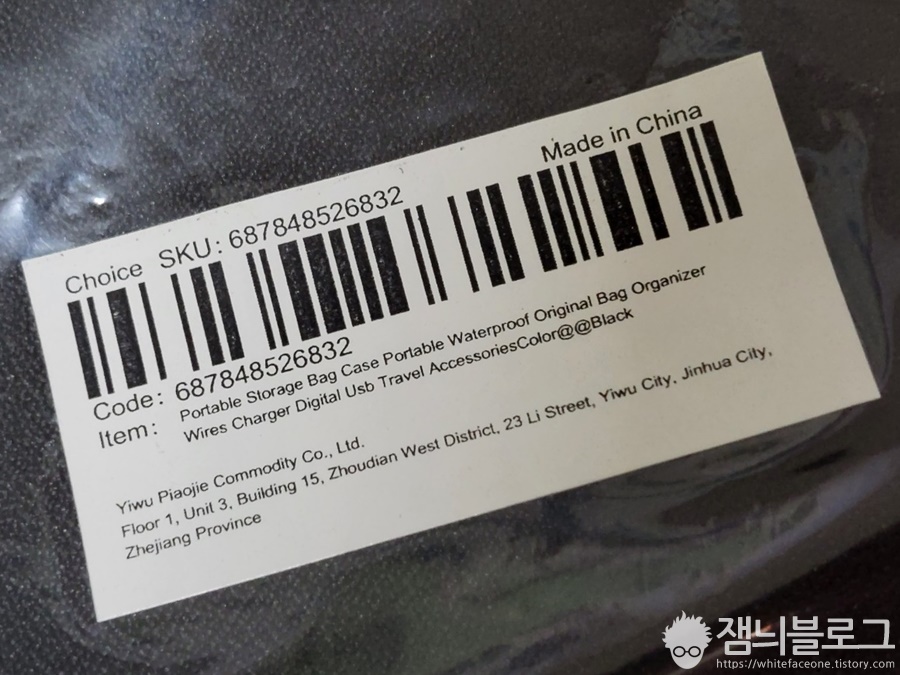 Made in China
Choice SKU: 687848526832
Code: 687848526832
Item: Portable Storage Bag Case Portable Waterproof Original Bag Organizer
Wires Charger Digital Usb Travel AccessoriesColor@@Black
Yiwu Piaojie Commodity Co., Ltd.
Floor 1, Unit 3, Building 15, Zhoudian West District, 23 Li Street, Yiwu City, Jinhua City,
Zhejiang Province
잼늬블로그
https://whitefaceone.tistory.com